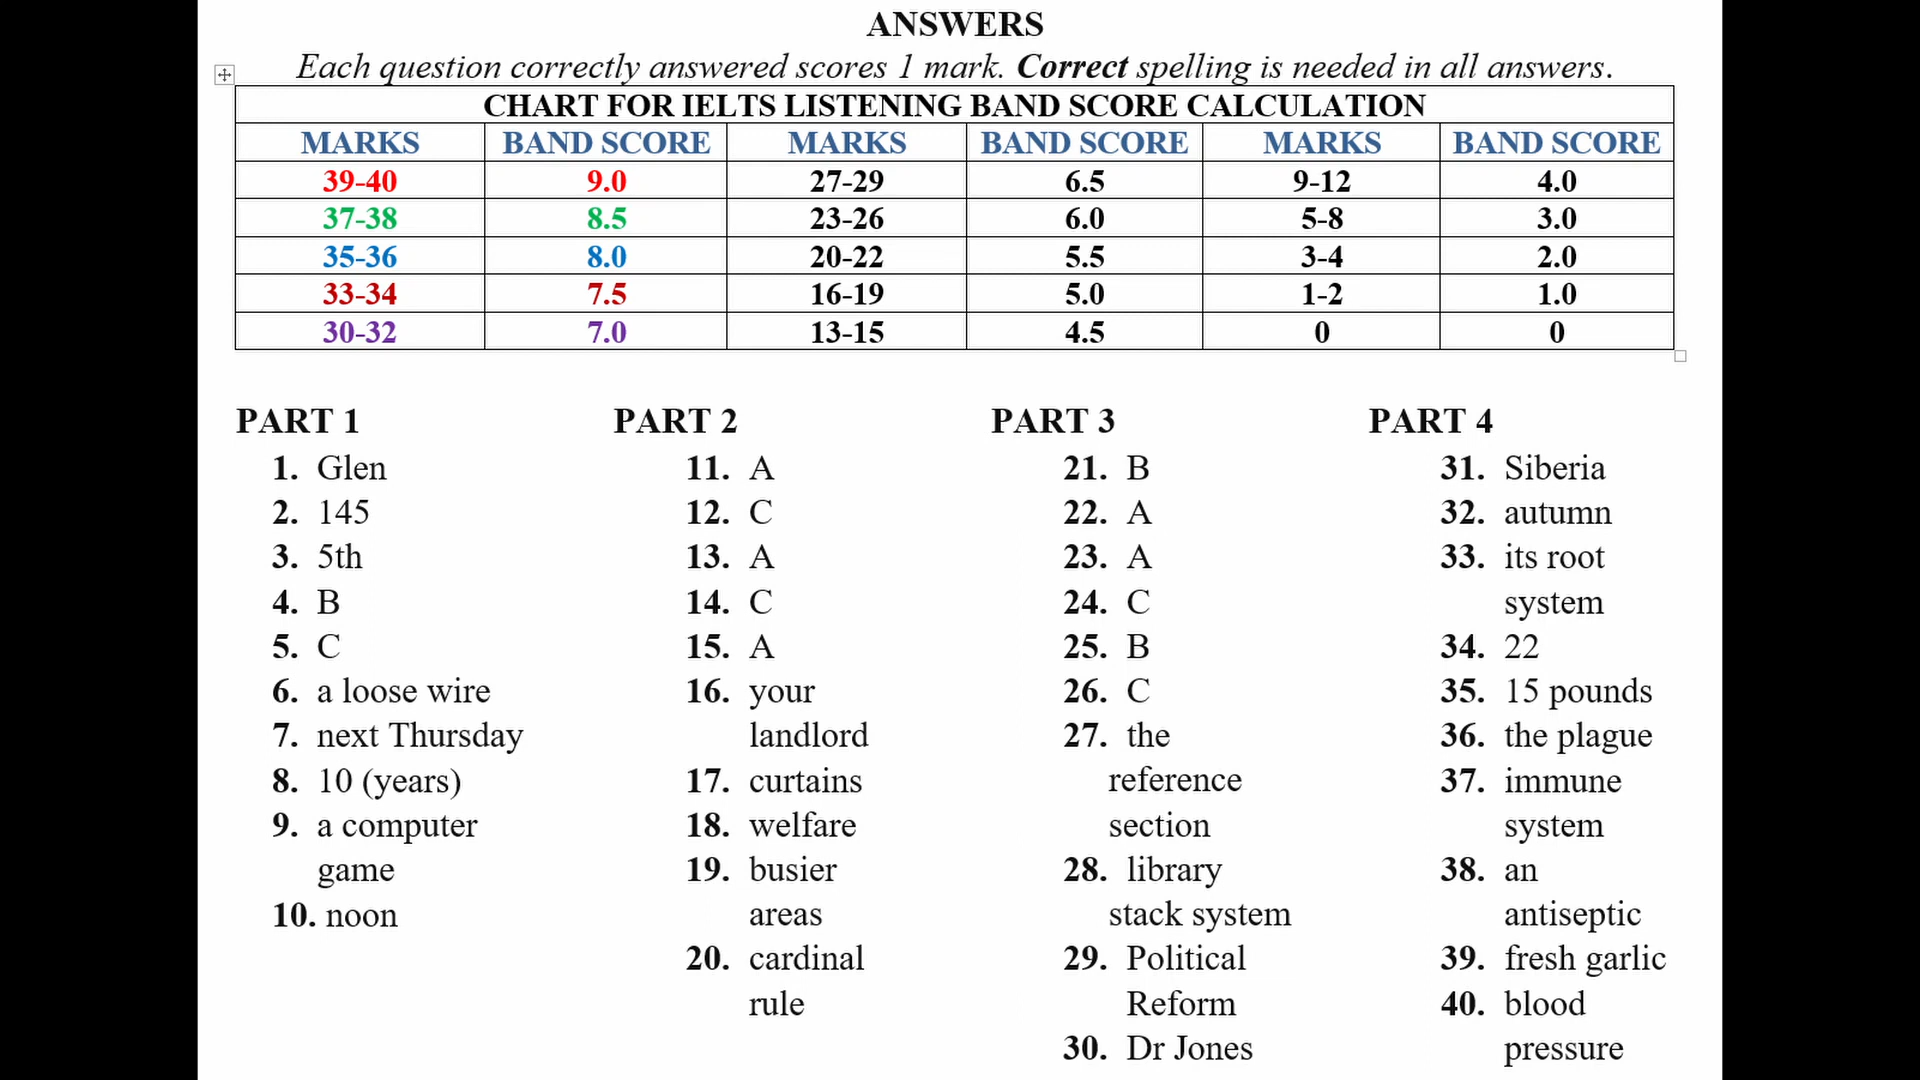 ANSWERS
Each question correctly answered scores 1 mark. Correct spelling is needed in all answers.
CHART FOR IELTS LISTENING BAND SCORE CALCULATION
MARKS BAND SCORE MARKS BAND SCORE MARKS BAND SCORE
39-40 9.0 27-29 6.5 9-12 4.0
37-38 8.5 23-26 6.0 5-8 3.0
35-36 8.0 20-22 5.5 3-4 2.0
33-34 7.5 16-19 5.0 1-2 1.0
30-32 7.0 13-15 4.5 0 0
PART 1
1. Glen
2. 145
3. 5th
4. B
5. C
6. a loose wire
7. next Thursday
8. 10 (years)
9. a computer
game
10. noon
PART 2
11. A
12. C
13. A
14. C
15. A
16. your
landlord
17. curtains
18. welfare
19. busier
areas
20. cardinal
rule
PART 3
21. B
22. A
23. A
24. C
25. B
26. C
27. the
reference
section
28. library
stack system
29. Political
Reform
30. Dr Jones
PART 4
31. Siberia
32. autumn
33. its root
system
34. 22
35. 15 pounds
36. the plague
37. immune
system
38. an
antiseptic
39. fresh garlic
40. blood
pressure